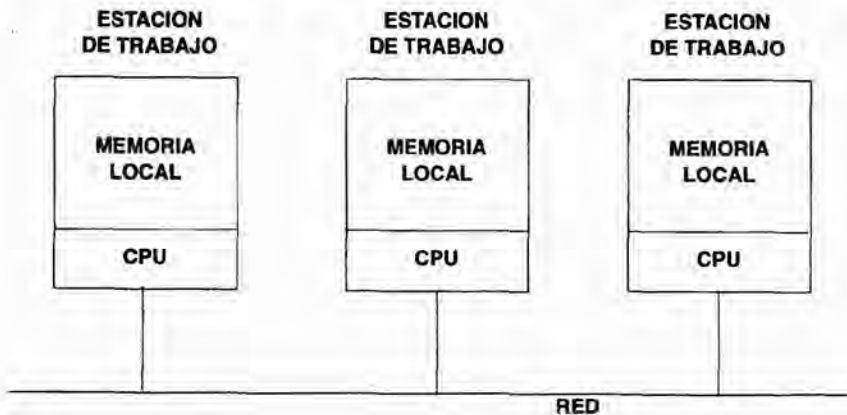 ESTACION
DE TRABAJO
ESTACION
DE TRABAJO
ESTACION
DE TRABAJO
MEMORIA
LOCAL
MEMORIA
LOCAL
MEMORIA
LOCAL
CPU
CPU
CPU
RED